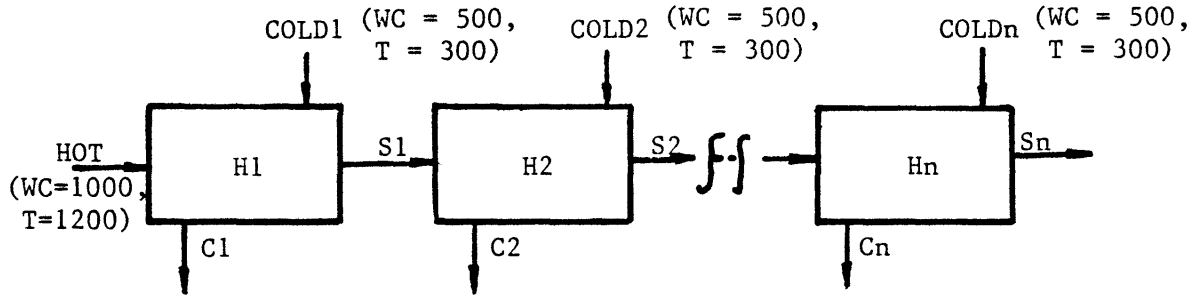 COLD1 (WC = 500,
T = 300)
COLD2 (WC = 500,
T = 300)
COLDn (WC = 500,
T = 300)
HOT
(WC=1000,
T=1200)
H1
S1
H2
S2
Hn
Sn
C1
C2
Cn